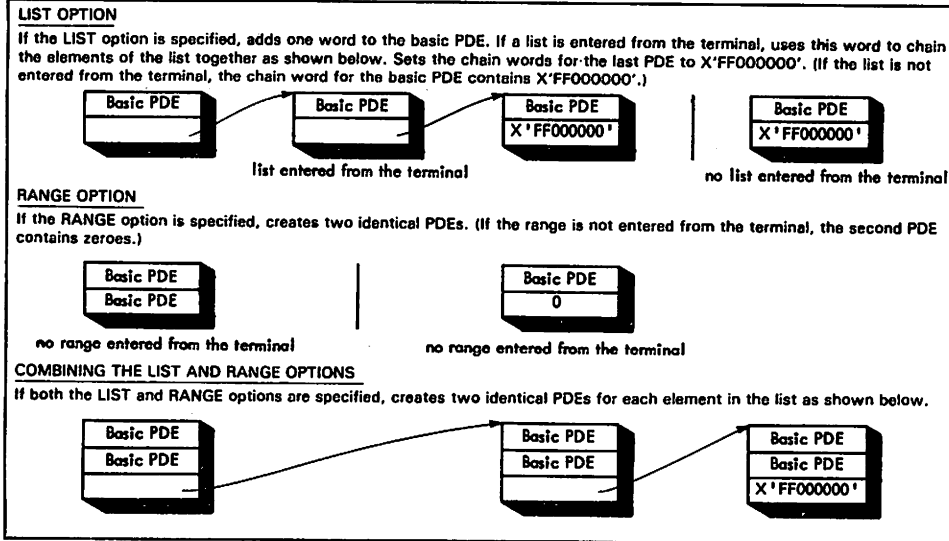 LIST OPTION
If the LIST option is specified, adds one word to the basic PDE. If a list is entered from the terminal, uses this word to chain
the elements of the list together as shown below. Sets the chain words for the last PDE to X'FF000000'. (If the list is not
entered from the terminal, the chain word for the basic PDE contains X'FF000000'.)
Basic PDE
Basic PDE
Basic PDE
X'FF000000'
Basic PDE
X'FF000000'
list entered from the terminal
no list entered from the terminal
RANGE OPTION
If the RANGE option is specified, creates two identical PDEs. (If the range is not entered from the terminal, the second PDE
contains zeroes.)
Basic PDE
Basic PDE
Basic PDE
0
no range entered from the terminal
no range entered from the terminal
COMBINING THE LIST AND RANGE OPTIONS
If both the LIST and RANGE options are specified, creates two identical PDEs for each element in the list as shown below.
Basic PDE
Basic PDE
Basic PDE
Basic PDE
Basic PDE
Basic PDE
X'FF000000'